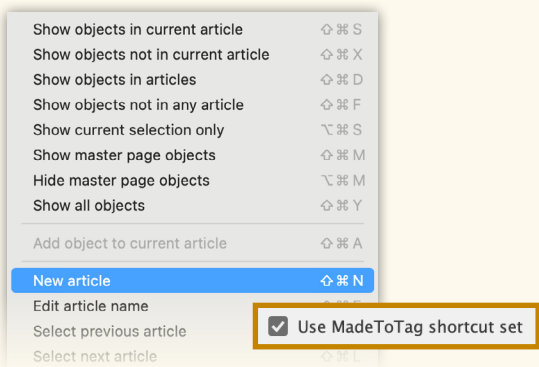 Show objects in current article ⇧⌘S
Show objects not in current article ⇧⌘X
Show objects in articles ⇧⌘D
Show objects not in any article ⇧⌘F
Show current selection only ⌥⌘S
Show master page objects ⇧⌘M
Hide master page objects ⌥⌘M
Show all objects ⇧⌘Y
Add object to current article ⇧⌘A
New article ⇧⌘N
Edit article name
Use MadeToTag shortcut set
Select previous article
Select next article ⇧⌘L